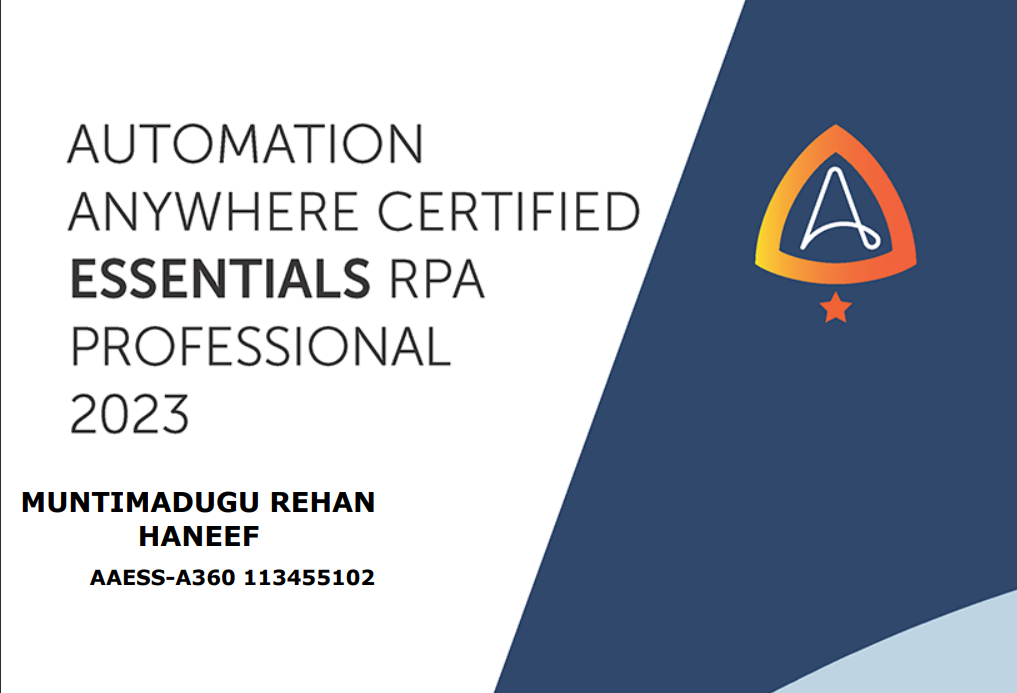 AUTOMATION
ANYWHERE CERTIFIED
ESSENTIALS RPA
PROFESSIONAL
2023
MUNTIMADUGU REHAN
HANEEF
AAESS-A360 113455102